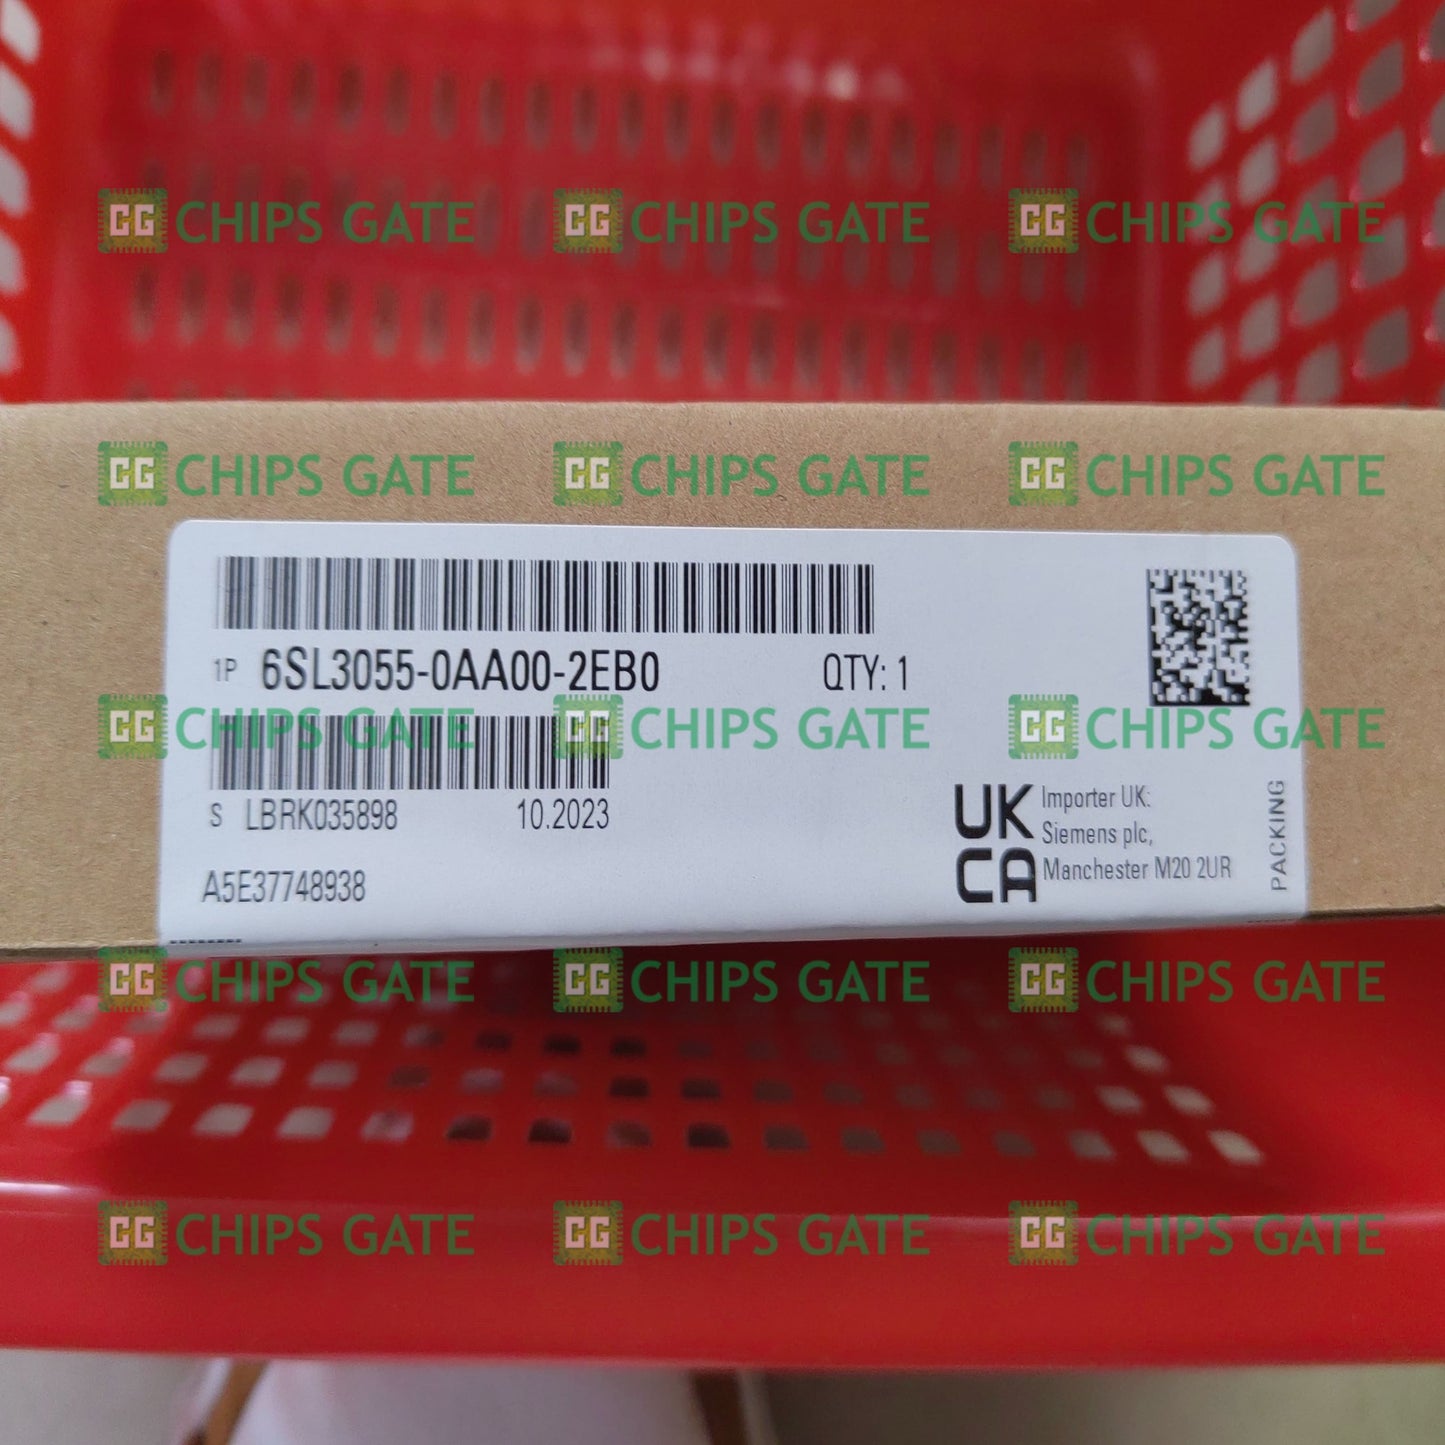 CG CHIPS GATE CG CHIPS GATE CG CHIPS GATE
CG CHIPS GATE CG CHIPS GATE CG CHIPS GATE
1P 6SL3055-0AA00-2EB0 QTY: 1
CG CHIPS GATE CG CHIPS GATE CG CHIPS GATE
S LBRK035898 10.2023
A5E37748938
UK
CA
Importer UK:
Siemens plc,
Manchester M20 2UR
PACKING
CG CHIPS GATE CG CHIPS GATE CG CHIPS GATE
CG CHIPS GATE CG CHIPS GATE CG CHIPS GATE